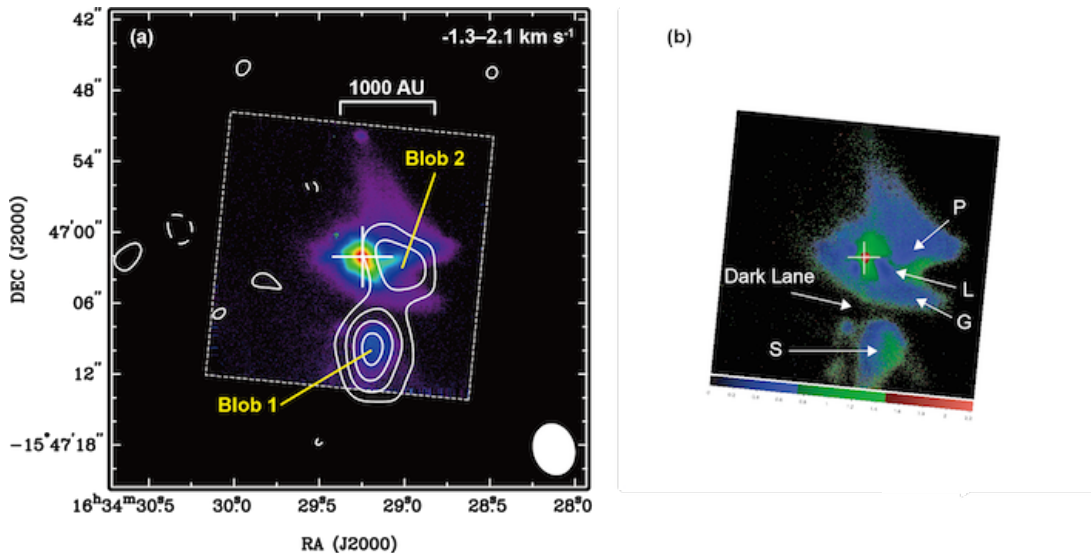 (a)
-1.3–2.1 km s⁻¹
1000 AU
Blob 2
Blob 1
42"
48"
54"
47'00"
06"
12"
-15°47'18"
DEC (J2000)
16ʰ34ᵐ30ˢ.5
30ˢ.0
29ˢ.5
29ˢ.0
28ˢ.5
28ˢ.0
RA (J2000)
(b)
P
Dark Lane
L
G
S